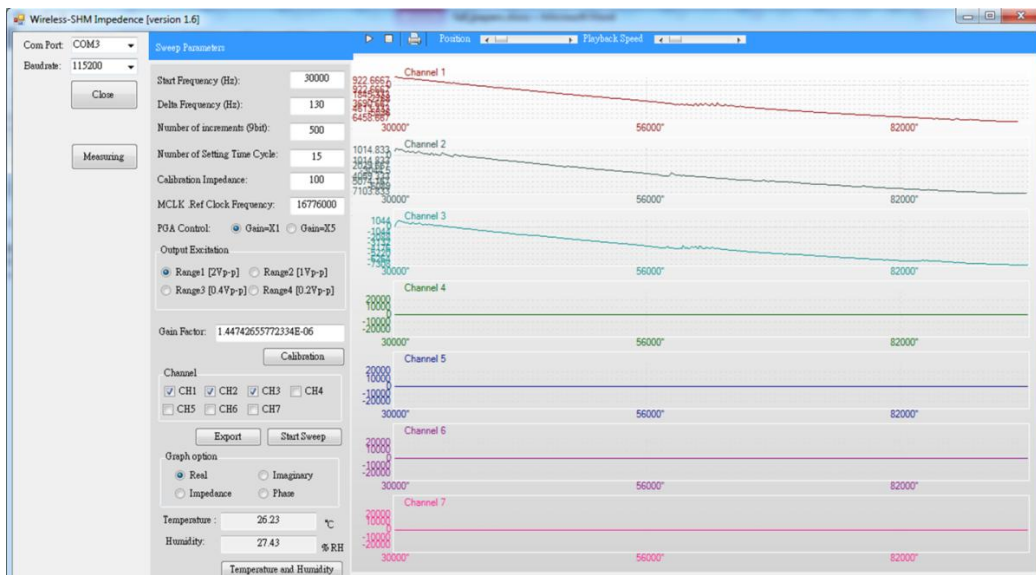 Wireless-SHM Impedence [version 1.6]
Com Port: COM3
Baudrate: 115200
Close
Measuring
Sweep Parameters
Start Frequency (Hz): 30000
Delta Frequency (Hz): 130
Number of increments (9bit): 500
Number of Setting Time Cycle: 15
Calibration Impedance: 100
MCLK .Ref Clock Frequency: 16776000
PGA Control: Gain=X1 Gain=X5
Output Excitation
Range1 [2Vp-p] Range2 [1Vp-p]
Range3 [0.4Vp-p] Range4 [0.2Vp-p]
Gain Factor: 1.44742655772334E-06
Calibration
Channel
CH1 CH2 CH3 CH4
CH5 CH6 CH7
Export Start Sweep
Graph option
Real Imaginary
Impedance Phase
Temperature : 26.23 ℃
Humidity: 27.43 % RH
Temperature and Humidity
Position Playback Speed
Channel 1
922.6667
0
6458.667
30000" 56000" 82000"
Channel 2
1014.833
1014.833
7103.833
30000" 56000" 82000"
Channel 3
1044
-7308
30000" 56000" 82000"
Channel 4
20000
10000
0
-10000
-20000
30000" 56000" 82000"
Channel 5
20000
10000
0
-10000
-20000
30000" 56000" 82000"
Channel 6
20000
10000
0
-10000
-20000
30000" 56000" 82000"
Channel 7
20000
10000
0
-10000
-20000
30000" 56000" 82000"